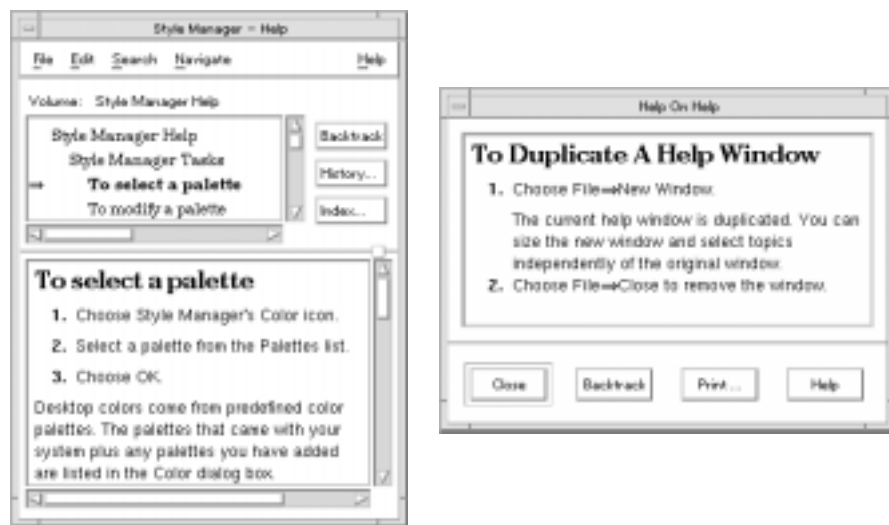 Style Manager - Help
File Edit Search Navigate Help
Volume: Style Manager Help
Style Manager Help
Style Manager Tasks
⇒ To select a palette
To modify a palette
Backtrack
History...
Index...
To select a palette
1. Choose Style Manager's Color icon.
2. Select a palette from the Palettes list.
3. Choose OK.
Desktop colors come from predefined color
palettes. The palettes that came with your
system plus any palettes you have added
are listed in the Color dialog box.
Help On Help
To Duplicate A Help Window
1. Choose File⇒New Window.
The current help window is duplicated. You can
size the new window and select topics
independently of the original window.
2. Choose File⇒Close to remove the window.
Close Backtrack Print... Help